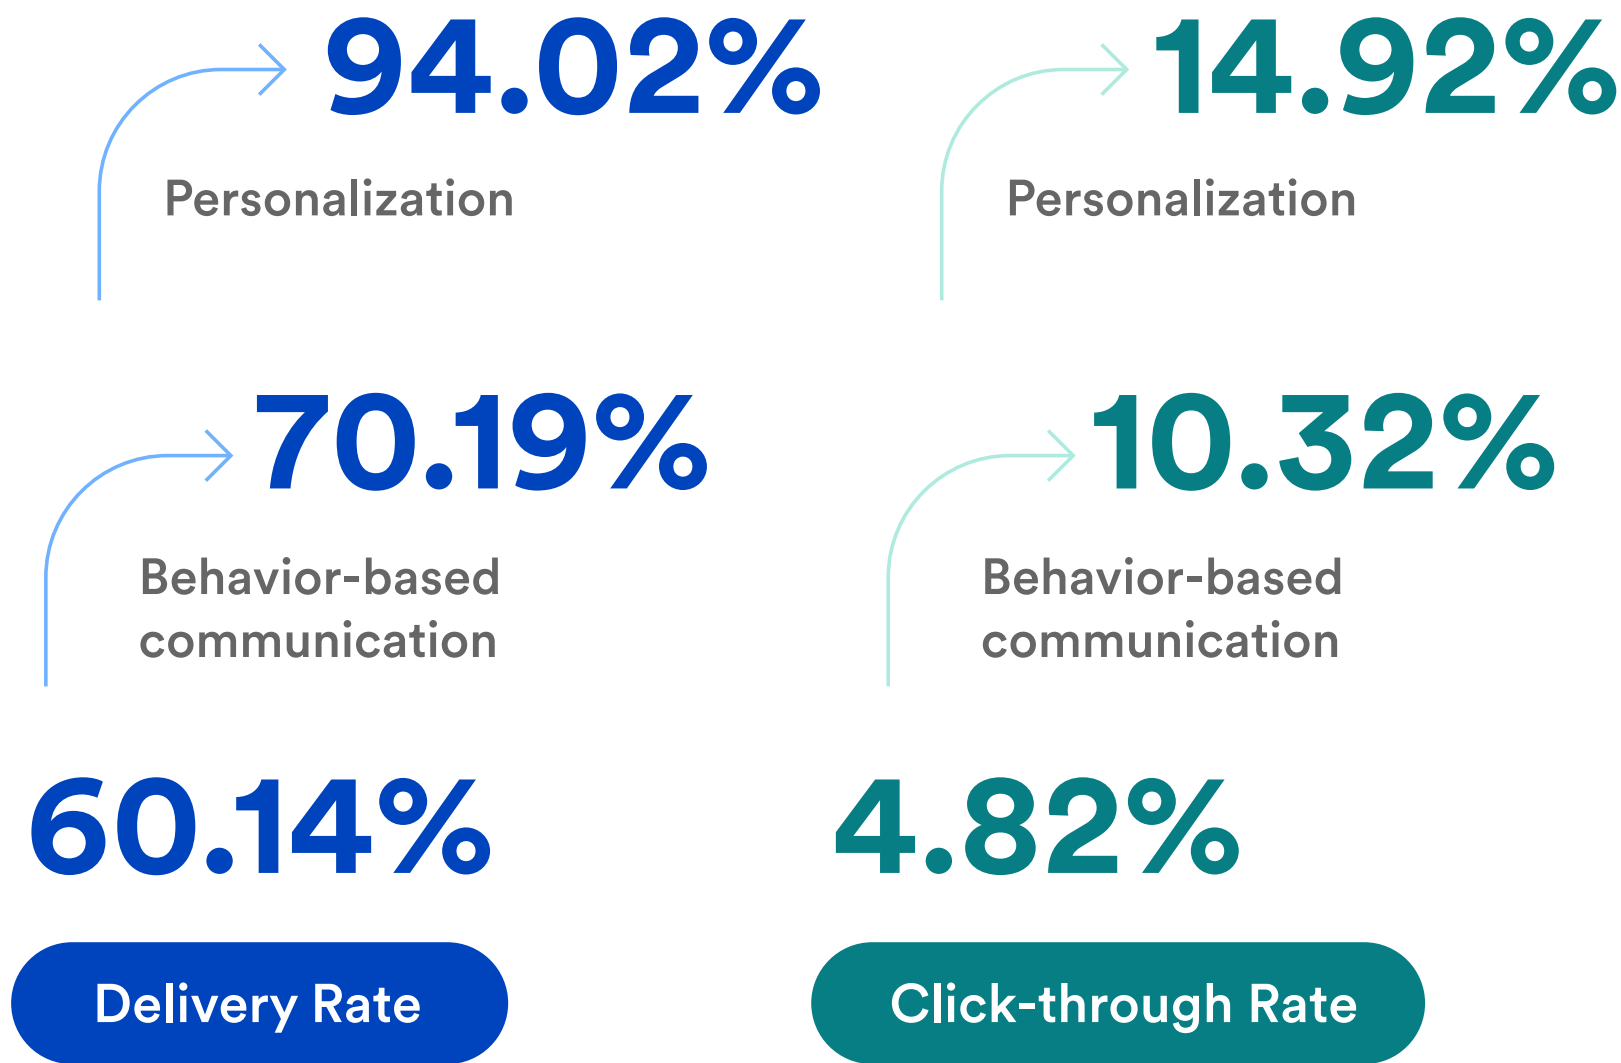 94.02%
Personalization
70.19%
Behavior-based
communication
60.14%
Delivery Rate
14.92%
Personalization
10.32%
Behavior-based
communication
4.82%
Click-through Rate